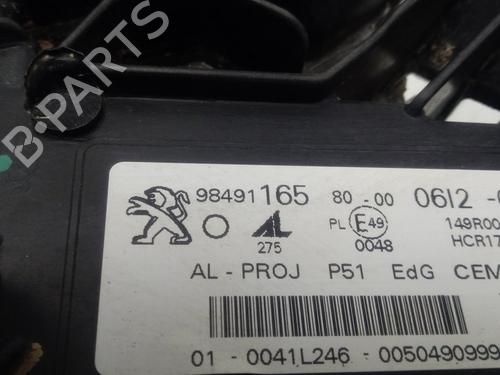 B-PARTS
98491165 80-00 06I2
AL 275 PL E49 0048 149R00
HCR17
AL-PROJ P51 EdG CEM
01-0041L246-0050490999